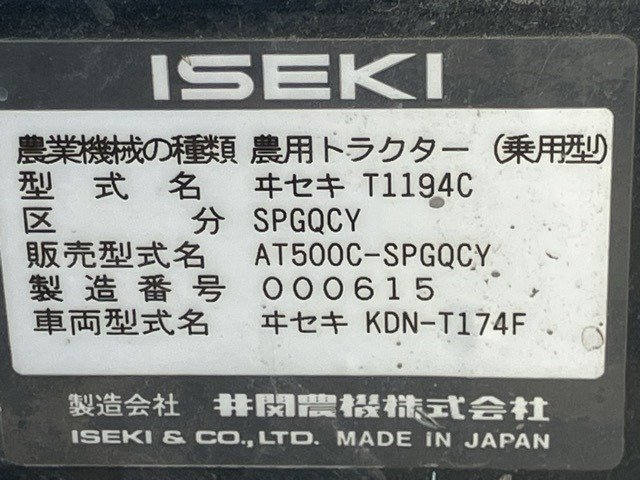 ISEKI
農業機械の種類 農用トラクター (乗用型)
型式名 ヰセキ T1194C
区分 SPGQCY
販売型式名 AT500C-SPGQCY
製造番号 000615
車両型式名 ヰセキ KDN-T174F
製造会社 井関農機株式会社
ISEKI & CO., LTD. MADE IN JAPAN